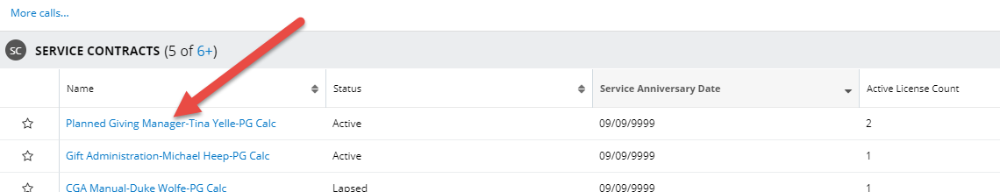 More calls...
SC SERVICE CONTRACTS (5 of 6+)
Name Status Service Anniversary Date Active License Count
Planned Giving Manager-Tina Yelle-PG Calc Active 09/09/9999 2
Gift Administration-Michael Heep-PG Calc Active 09/09/9999 1
CGA Manual-Duke Wolfe-PG Calc Lapsed 09/09/9999 1